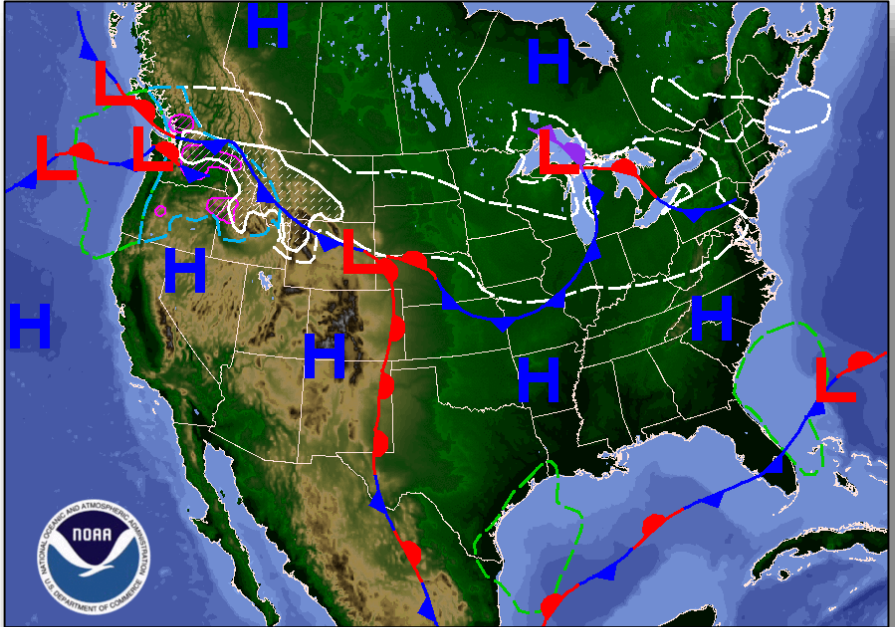 H
H
L
L
L
L
H
L
H
H
H
H
L
NATIONAL OCEANIC AND ATMOSPHERIC ADMINISTRATION
NOAA
U.S. DEPARTMENT OF COMMERCE